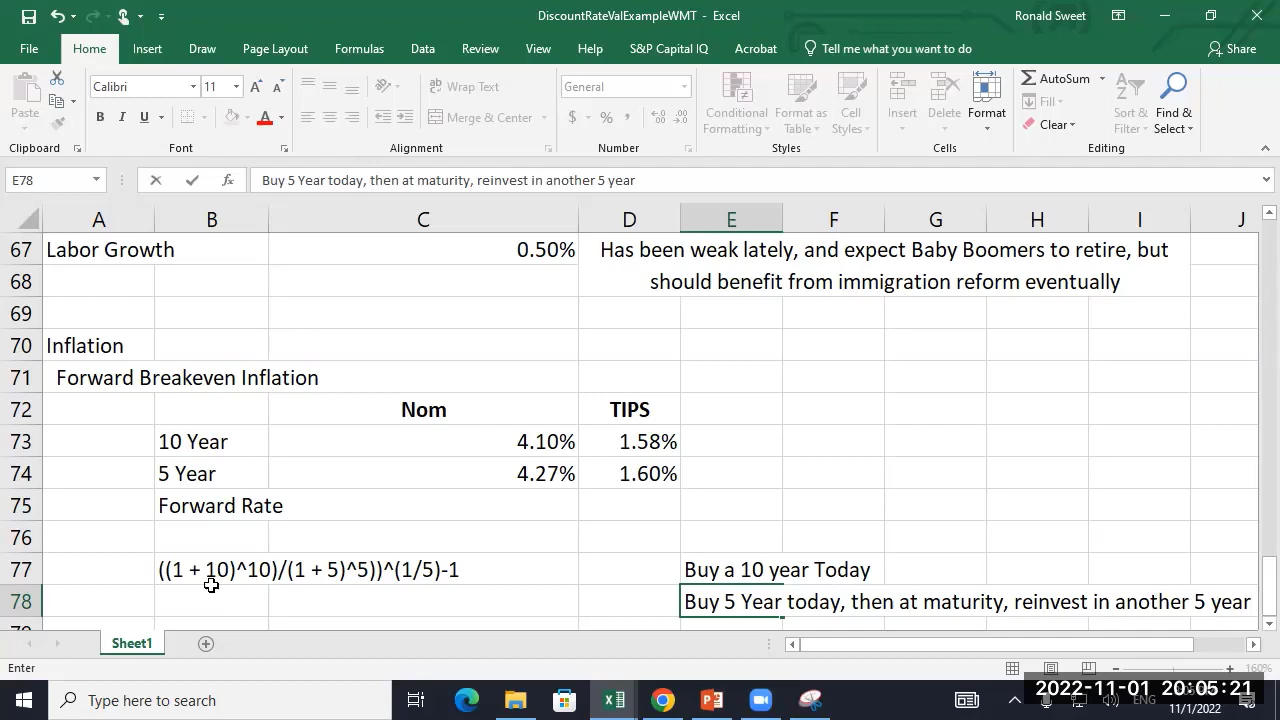 DiscountRateValExampleWMT - Excel
Ronald Sweet
File Home Insert Draw Page Layout Formulas Data Review View Help S&P Capital IQ Acrobat Tell me what you want to do Share
Paste
Clipboard
Calibri 11
B I U
Font
Wrap Text
Merge & Center
Alignment
General
$ % ,
Number
Conditional Formatting
Format as Table
Cell Styles
Styles
Insert Delete Format
Cells
AutoSum
Fill
Clear
Sort & Filter
Find & Select
Editing
E78 fx Buy 5 Year today, then at maturity, reinvest in another 5 year
A B C D E F G H I J
67 Labor Growth 0.50% Has been weak lately, and expect Baby Boomers to retire, but
68 should benefit from immigration reform eventually
69
70 Inflation
71 Forward Breakeven Inflation
72 Nom TIPS
73 10 Year 4.10% 1.58%
74 5 Year 4.27% 1.60%
75 Forward Rate
76
77 ((1 + 10)^10)/(1 + 5)^5))^(1/5)-1 Buy a 10 year Today
78 Buy 5 Year today, then at maturity, reinvest in another 5 year
Sheet1
Enter
160%
Type here to search
2022-11-01 20:05:21
ENG
11/1/2022